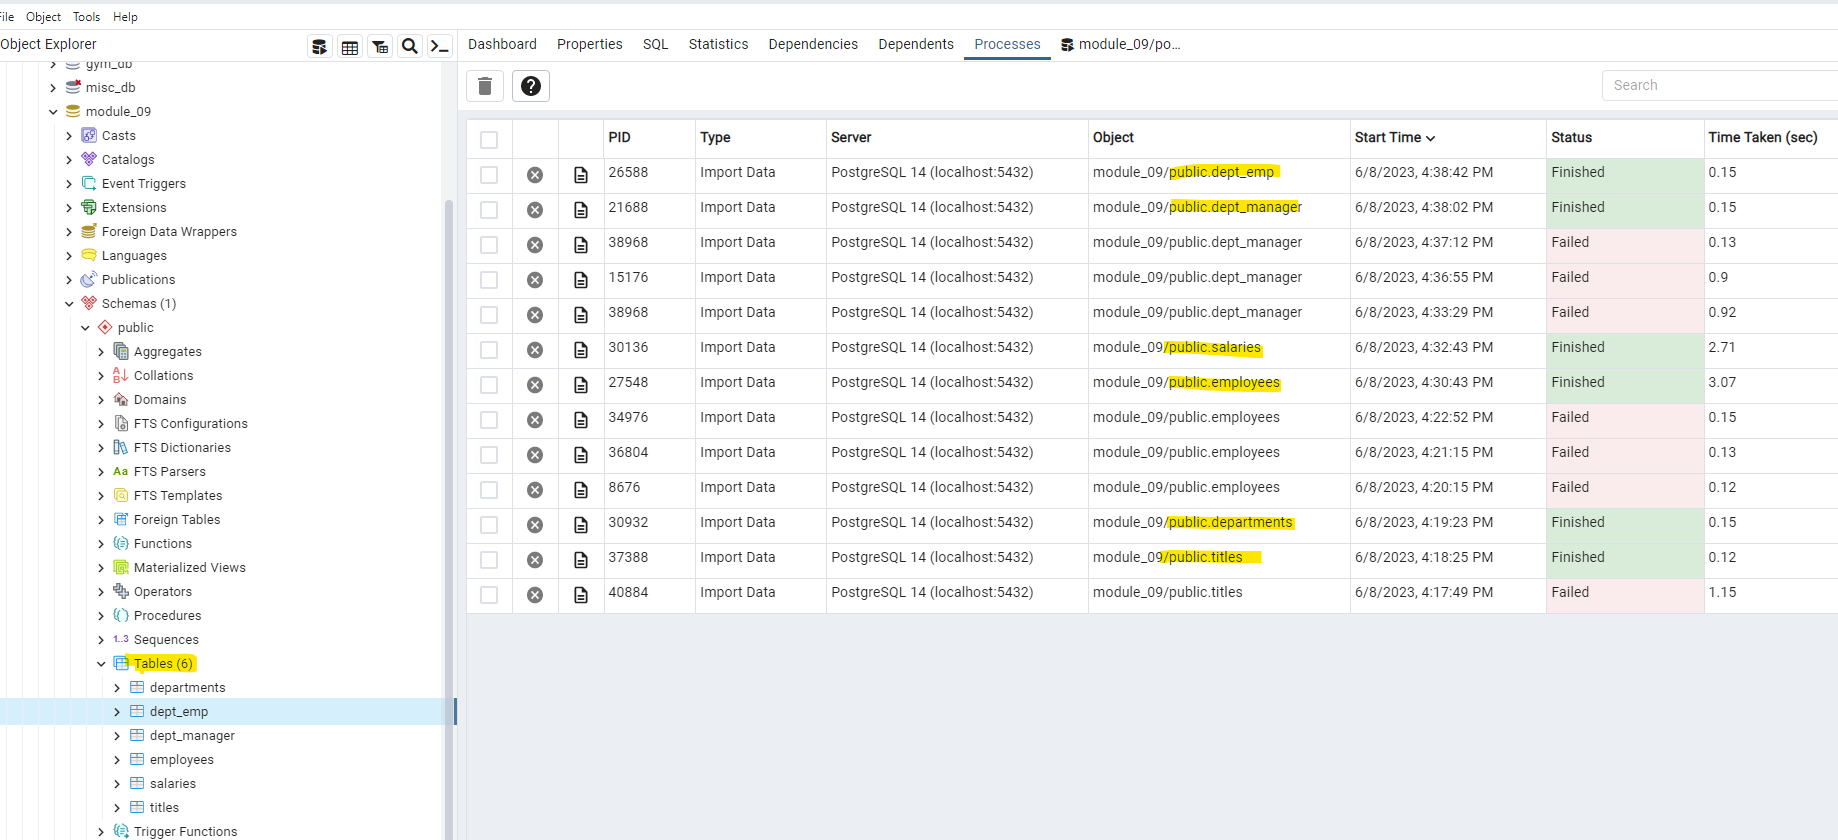 File Object Tools Help
Object Explorer
Dashboard Properties SQL Statistics Dependencies Dependents Processes module_09/po...
gym_db
misc_db
module_09
Casts
Catalogs
Event Triggers
Extensions
Foreign Data Wrappers
Languages
Publications
Schemas (1)
public
Aggregates
Collations
Domains
FTS Configurations
FTS Dictionaries
Aa FTS Parsers
FTS Templates
Foreign Tables
Functions
Materialized Views
Operators
Procedures
1..3 Sequences
Tables (6)
departments
dept_emp
dept_manager
employees
salaries
titles
Trigger Functions
Search
PID Type Server Object Start Time Status Time Taken (sec)
26588 Import Data PostgreSQL 14 (localhost:5432) module_09/public.dept_emp 6/8/2023, 4:38:42 PM Finished 0.15
21688 Import Data PostgreSQL 14 (localhost:5432) module_09/public.dept_manager 6/8/2023, 4:38:02 PM Finished 0.15
38968 Import Data PostgreSQL 14 (localhost:5432) module_09/public.dept_manager 6/8/2023, 4:37:12 PM Failed 0.13
15176 Import Data PostgreSQL 14 (localhost:5432) module_09/public.dept_manager 6/8/2023, 4:36:55 PM Failed 0.9
38968 Import Data PostgreSQL 14 (localhost:5432) module_09/public.dept_manager 6/8/2023, 4:33:29 PM Failed 0.92
30136 Import Data PostgreSQL 14 (localhost:5432) module_09/public.salaries 6/8/2023, 4:32:43 PM Finished 2.71
27548 Import Data PostgreSQL 14 (localhost:5432) module_09/public.employees 6/8/2023, 4:30:43 PM Finished 3.07
34976 Import Data PostgreSQL 14 (localhost:5432) module_09/public.employees 6/8/2023, 4:22:52 PM Failed 0.15
36804 Import Data PostgreSQL 14 (localhost:5432) module_09/public.employees 6/8/2023, 4:21:15 PM Failed 0.13
8676 Import Data PostgreSQL 14 (localhost:5432) module_09/public.employees 6/8/2023, 4:20:15 PM Failed 0.12
30932 Import Data PostgreSQL 14 (localhost:5432) module_09/public.departments 6/8/2023, 4:19:23 PM Finished 0.15
37388 Import Data PostgreSQL 14 (localhost:5432) module_09/public.titles 6/8/2023, 4:18:25 PM Finished 0.12
40884 Import Data PostgreSQL 14 (localhost:5432) module_09/public.titles 6/8/2023, 4:17:49 PM Failed 1.15